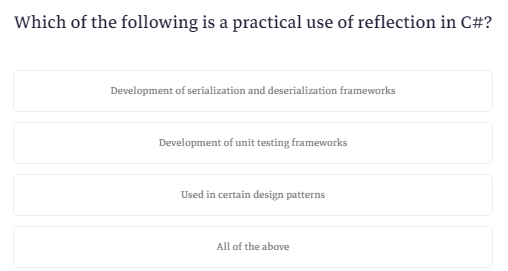 Which of the following is a practical use of reflection in C#?
Development of serialization and deserialization frameworks
Development of unit testing frameworks
Used in certain design patterns
All of the above